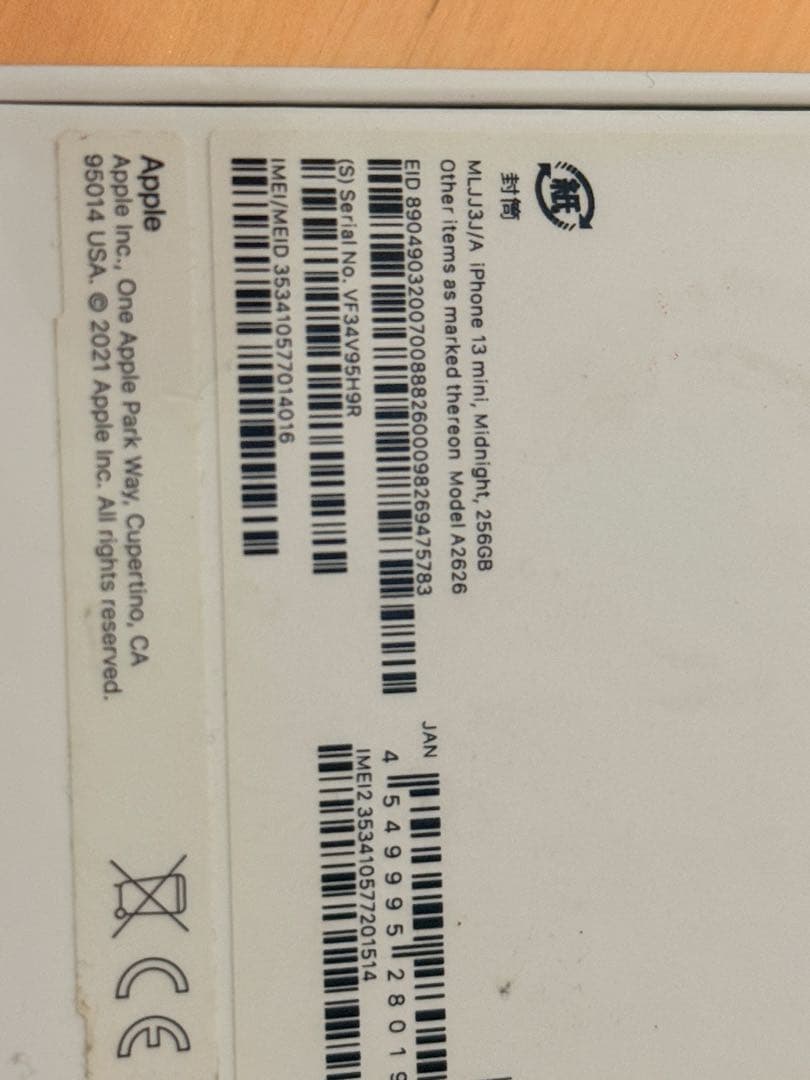 紙
封筒
MLJJ3J/A iPhone 13 mini, Midnight, 256GB
Other items as marked thereon Model A2626
EID 89049032007008882600098269475783
(S) Serial No. VF34V95H9R
IMEI/MEID 353410577014016
JAN
4 549995 28019
IMEI2 353410577201514
Apple
Apple Inc., One Apple Park Way, Cupertino, CA
95014 USA. © 2021 Apple Inc. All rights reserved.
CE